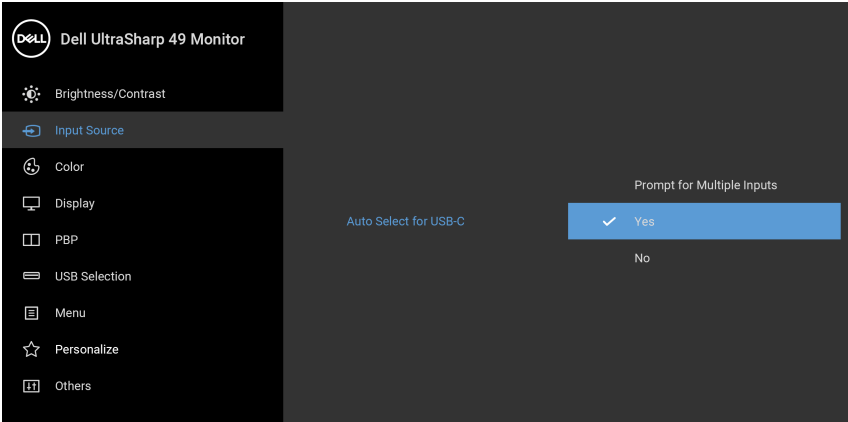 DELL
Dell UltraSharp 49 Monitor
Brightness/Contrast
Input Source
Color
Display
PBP
USB Selection
Menu
Personalize
Others
Auto Select for USB-C
Prompt for Multiple Inputs
Yes
No